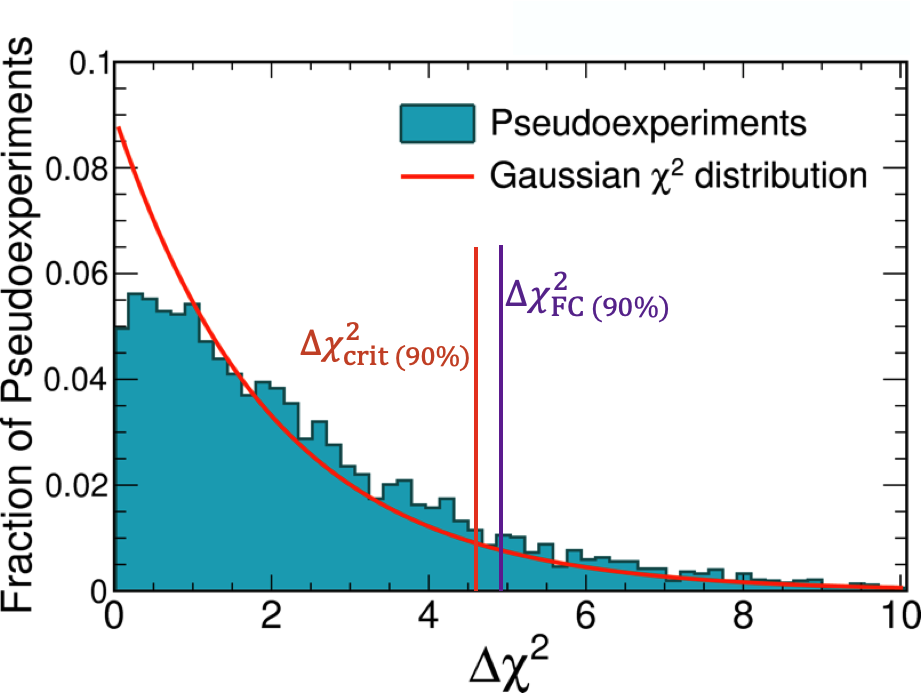 Fraction of Pseudoexperiments
0.1
0.08
0.06
0.04
0.02
0
Pseudoexperiments
Gaussian χ² distribution
Δχ²FC (90%)
Δχ²crit (90%)
0 2 4 6 8 10
Δχ²